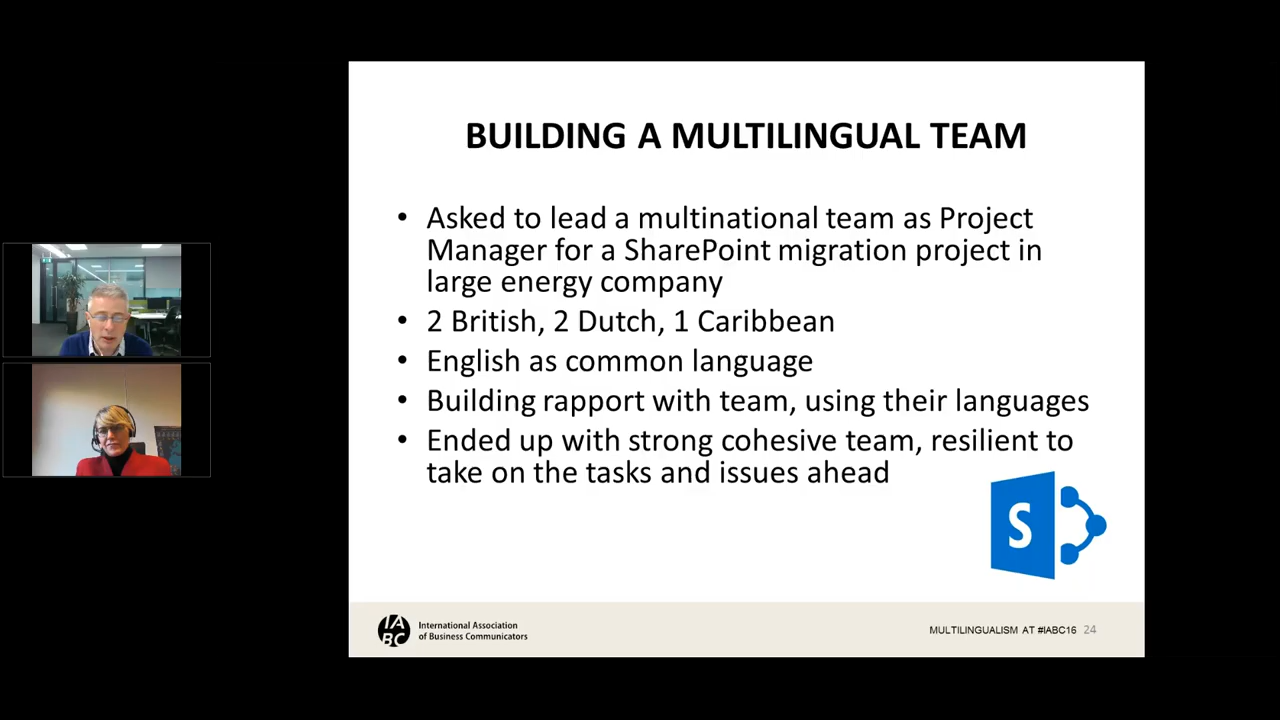 BUILDING A MULTILINGUAL TEAM
• Asked to lead a multinational team as Project
Manager for a SharePoint migration project in
large energy company
• 2 British, 2 Dutch, 1 Caribbean
• English as common language
• Building rapport with team, using their languages
• Ended up with strong cohesive team, resilient to
take on the tasks and issues ahead
S
IA
BC
International Association
of Business Communicators
MULTILINGUALISM AT #IABC16 24